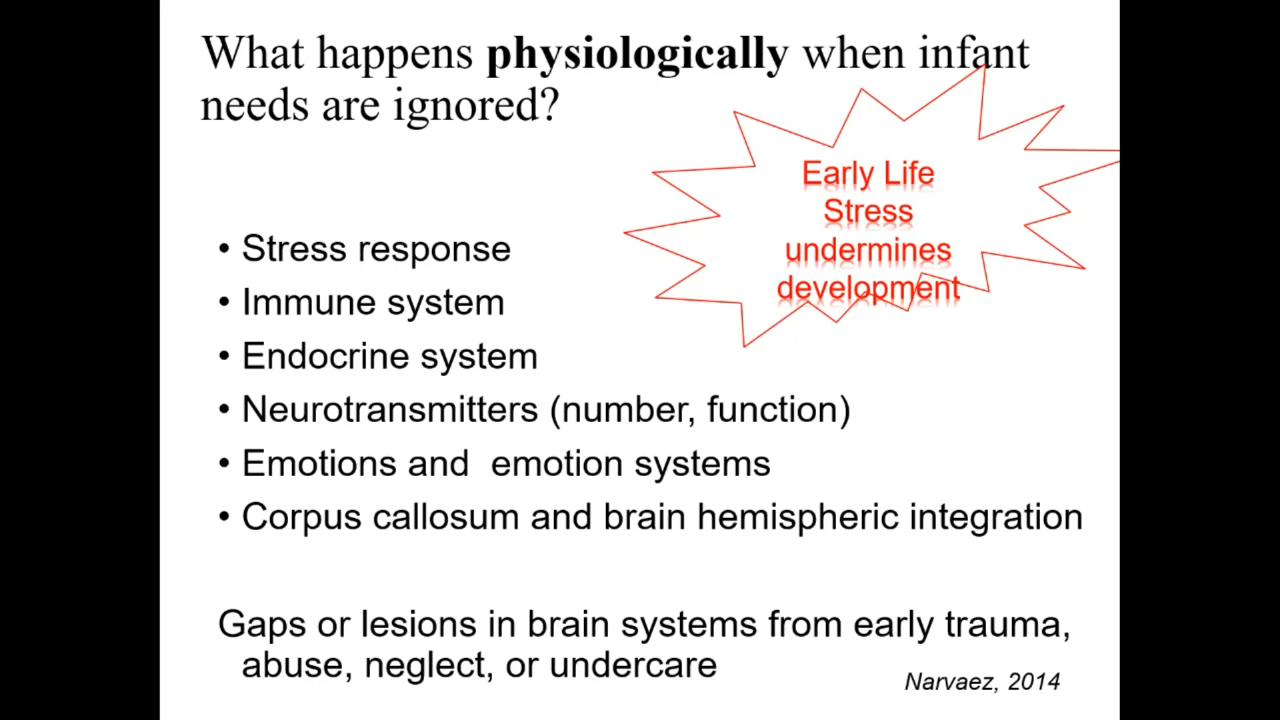 What happens physiologically when infant
needs are ignored?
Early Life
Stress
undermines
development
• Stress response
• Immune system
• Endocrine system
• Neurotransmitters (number, function)
• Emotions and  emotion systems
• Corpus callosum and brain hemispheric integration
Gaps or lesions in brain systems from early trauma,
abuse, neglect, or undercare
Narvaez, 2014